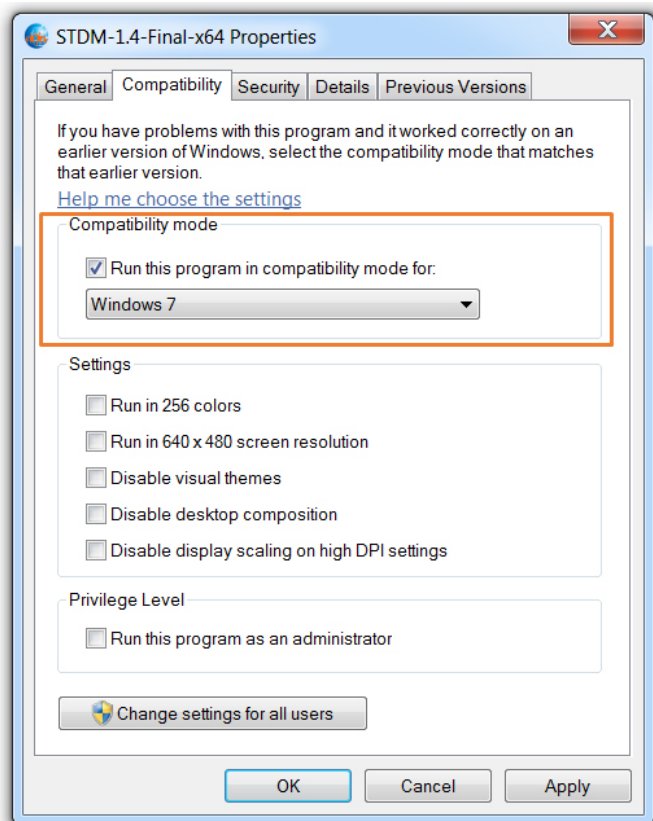 STDM-1.4-Final-x64 Properties
General Compatibility Security Details Previous Versions
If you have problems with this program and it worked correctly on an
earlier version of Windows, select the compatibility mode that matches
that earlier version.
Help me choose the settings
Compatibility mode
Run this program in compatibility mode for:
Windows 7
Settings
Run in 256 colors
Run in 640 x 480 screen resolution
Disable visual themes
Disable desktop composition
Disable display scaling on high DPI settings
Privilege Level
Run this program as an administrator
Change settings for all users
OK Cancel Apply